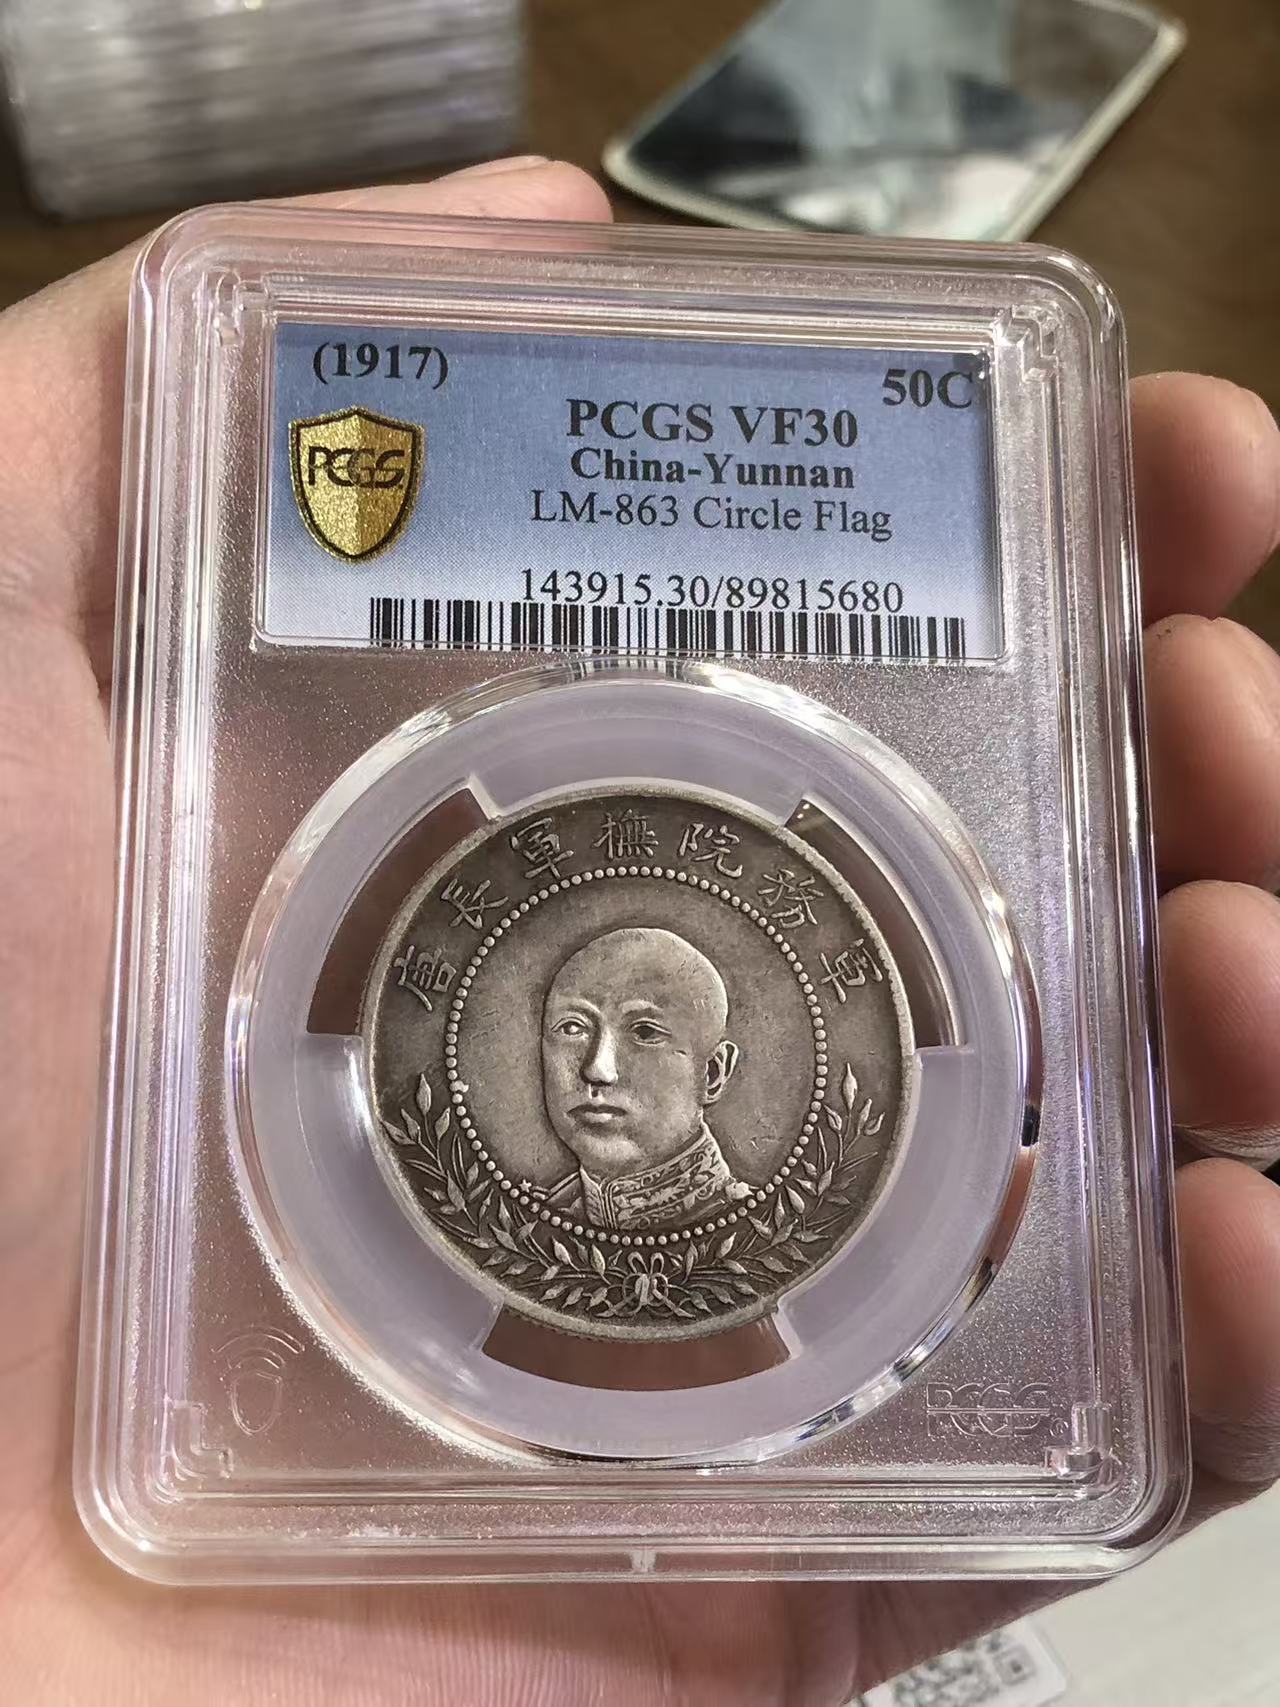 (1917)
50C
PCGS VF30
China-Yunnan
LM-863 Circle Flag
PCGS
143915.30/89815680
軍務院撫軍長唐
PCGS